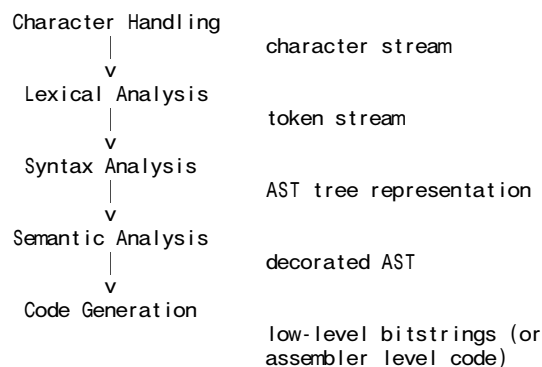 Character Handling
character stream
Lexical Analysis
token stream
Syntax Analysis
AST tree representation
Semantic Analysis
decorated AST
Code Generation
low-level bitstrings (or
assembler level code)